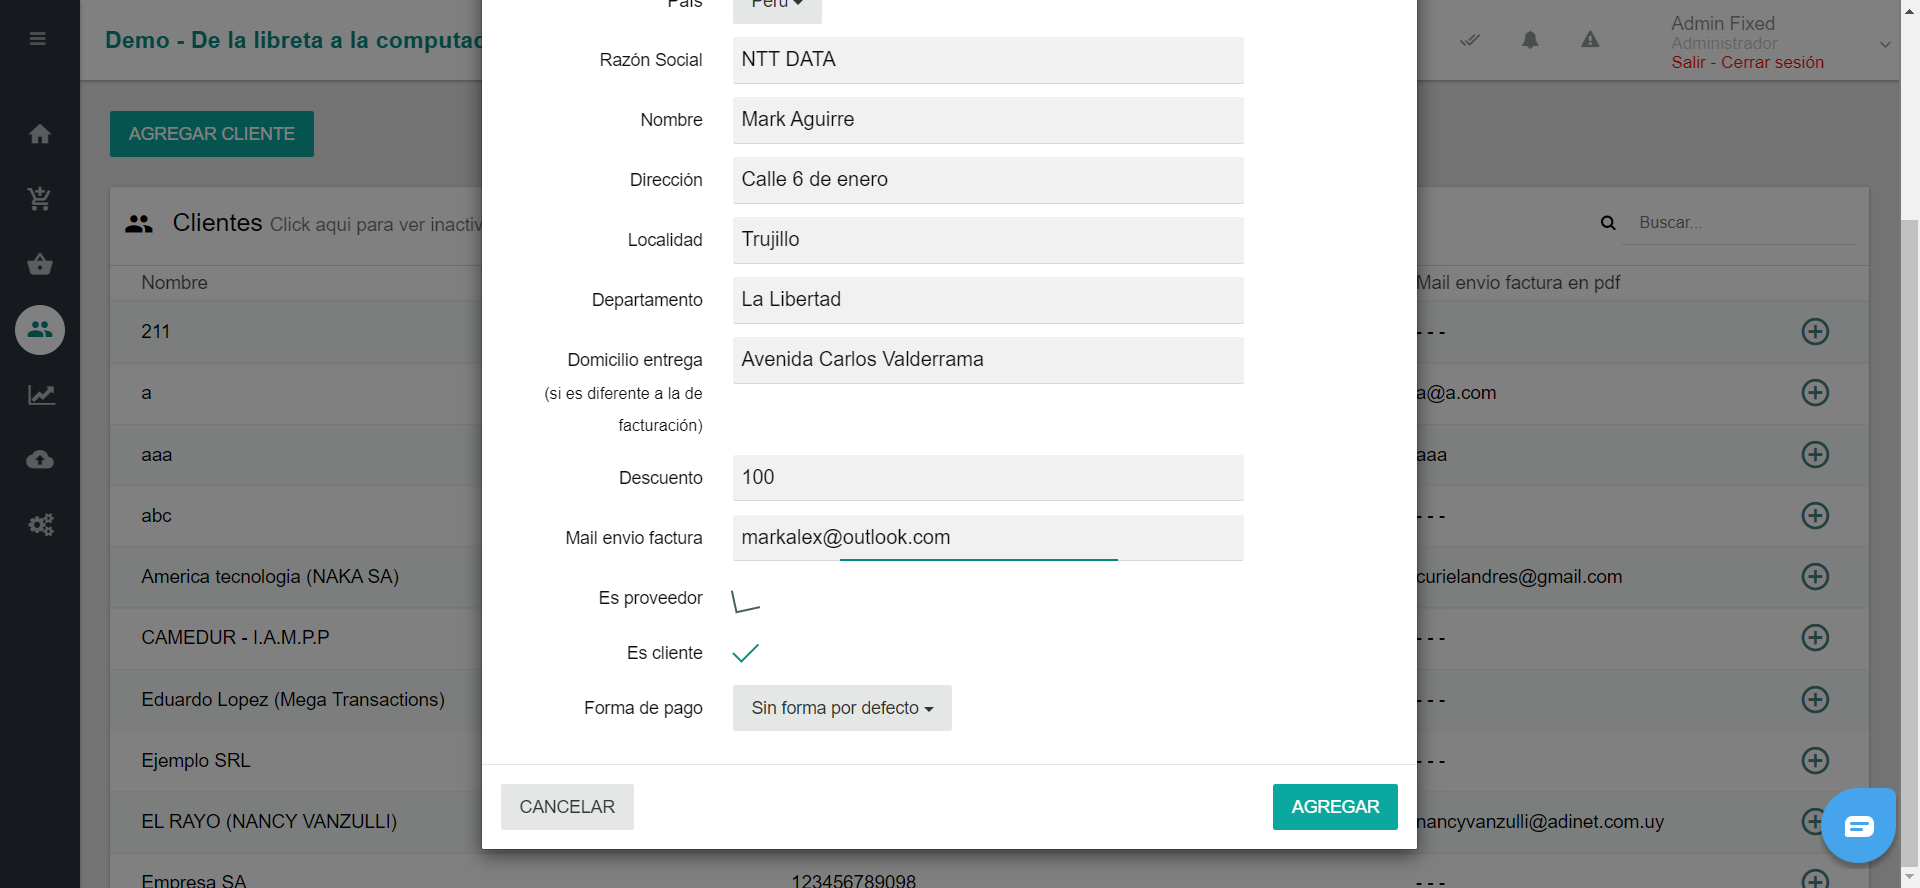 Demo - De la libreta a la computad
Admin Fixed
Administrador
Salir - Cerrar sesión
AGREGAR CLIENTE
Clientes Click aqui para ver inactiv
Buscar...
Nombre
Mail envio factura en pdf
211
- - -
a
a@a.com
aaa
aaa
abc
- - -
America tecnologia (NAKA SA)
curielandres@gmail.com
CAMEDUR - I.A.M.P.P
- - -
Eduardo Lopez (Mega Transactions)
- - -
Ejemplo SRL
- - -
EL RAYO (NANCY VANZULLI)
nancyvanzulli@adinet.com.uy
Empresa SA
123456789098
- - -
País
Perú
Razón Social
NTT DATA
Nombre
Mark Aguirre
Dirección
Calle 6 de enero
Localidad
Trujillo
Departamento
La Libertad
Domicilio entrega
(si es diferente a la de
facturación)
Avenida Carlos Valderrama
Descuento
100
Mail envio factura
markalex@outlook.com
Es proveedor
Es cliente
Forma de pago
Sin forma por defecto
CANCELAR
AGREGAR